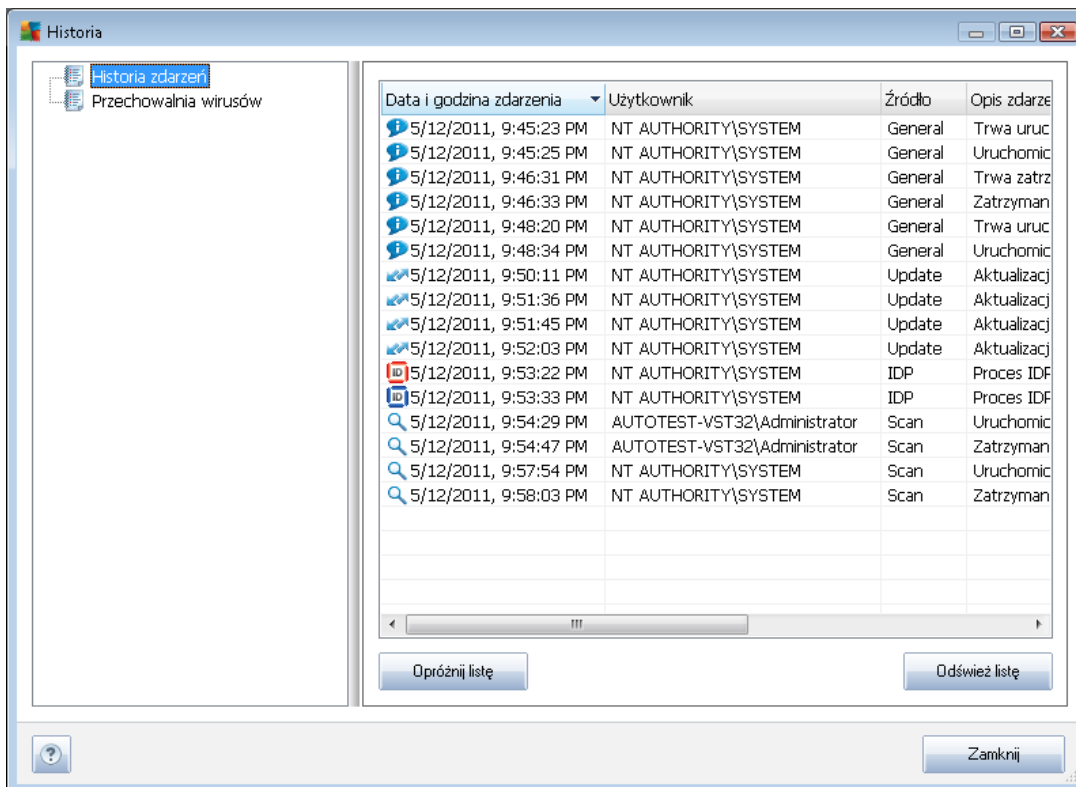 Historia
Historia zdarzeń
Przechowalnia wirusów
Data i godzina zdarzenia Użytkownik Źródło Opis zdarze
5/12/2011, 9:45:23 PM NT AUTHORITY\SYSTEM General Trwa uruc
5/12/2011, 9:45:25 PM NT AUTHORITY\SYSTEM General Uruchomic
5/12/2011, 9:46:31 PM NT AUTHORITY\SYSTEM General Trwa zatrz
5/12/2011, 9:46:33 PM NT AUTHORITY\SYSTEM General Zatrzyman
5/12/2011, 9:48:20 PM NT AUTHORITY\SYSTEM General Trwa uruc
5/12/2011, 9:48:34 PM NT AUTHORITY\SYSTEM General Uruchomic
5/12/2011, 9:50:11 PM NT AUTHORITY\SYSTEM Update Aktualizacj
5/12/2011, 9:51:36 PM NT AUTHORITY\SYSTEM Update Aktualizacj
5/12/2011, 9:51:45 PM NT AUTHORITY\SYSTEM Update Aktualizacj
5/12/2011, 9:52:03 PM NT AUTHORITY\SYSTEM Update Aktualizacj
ID 5/12/2011, 9:53:22 PM NT AUTHORITY\SYSTEM IDP Proces IDP
ID 5/12/2011, 9:53:33 PM NT AUTHORITY\SYSTEM IDP Proces IDP
5/12/2011, 9:54:29 PM AUTOTEST-VST32\Administrator Scan Uruchomic
5/12/2011, 9:54:47 PM AUTOTEST-VST32\Administrator Scan Zatrzyman
5/12/2011, 9:57:54 PM NT AUTHORITY\SYSTEM Scan Uruchomic
5/12/2011, 9:58:03 PM NT AUTHORITY\SYSTEM Scan Zatrzyman
Opróżnij listę Odśwież listę
? Zamknij